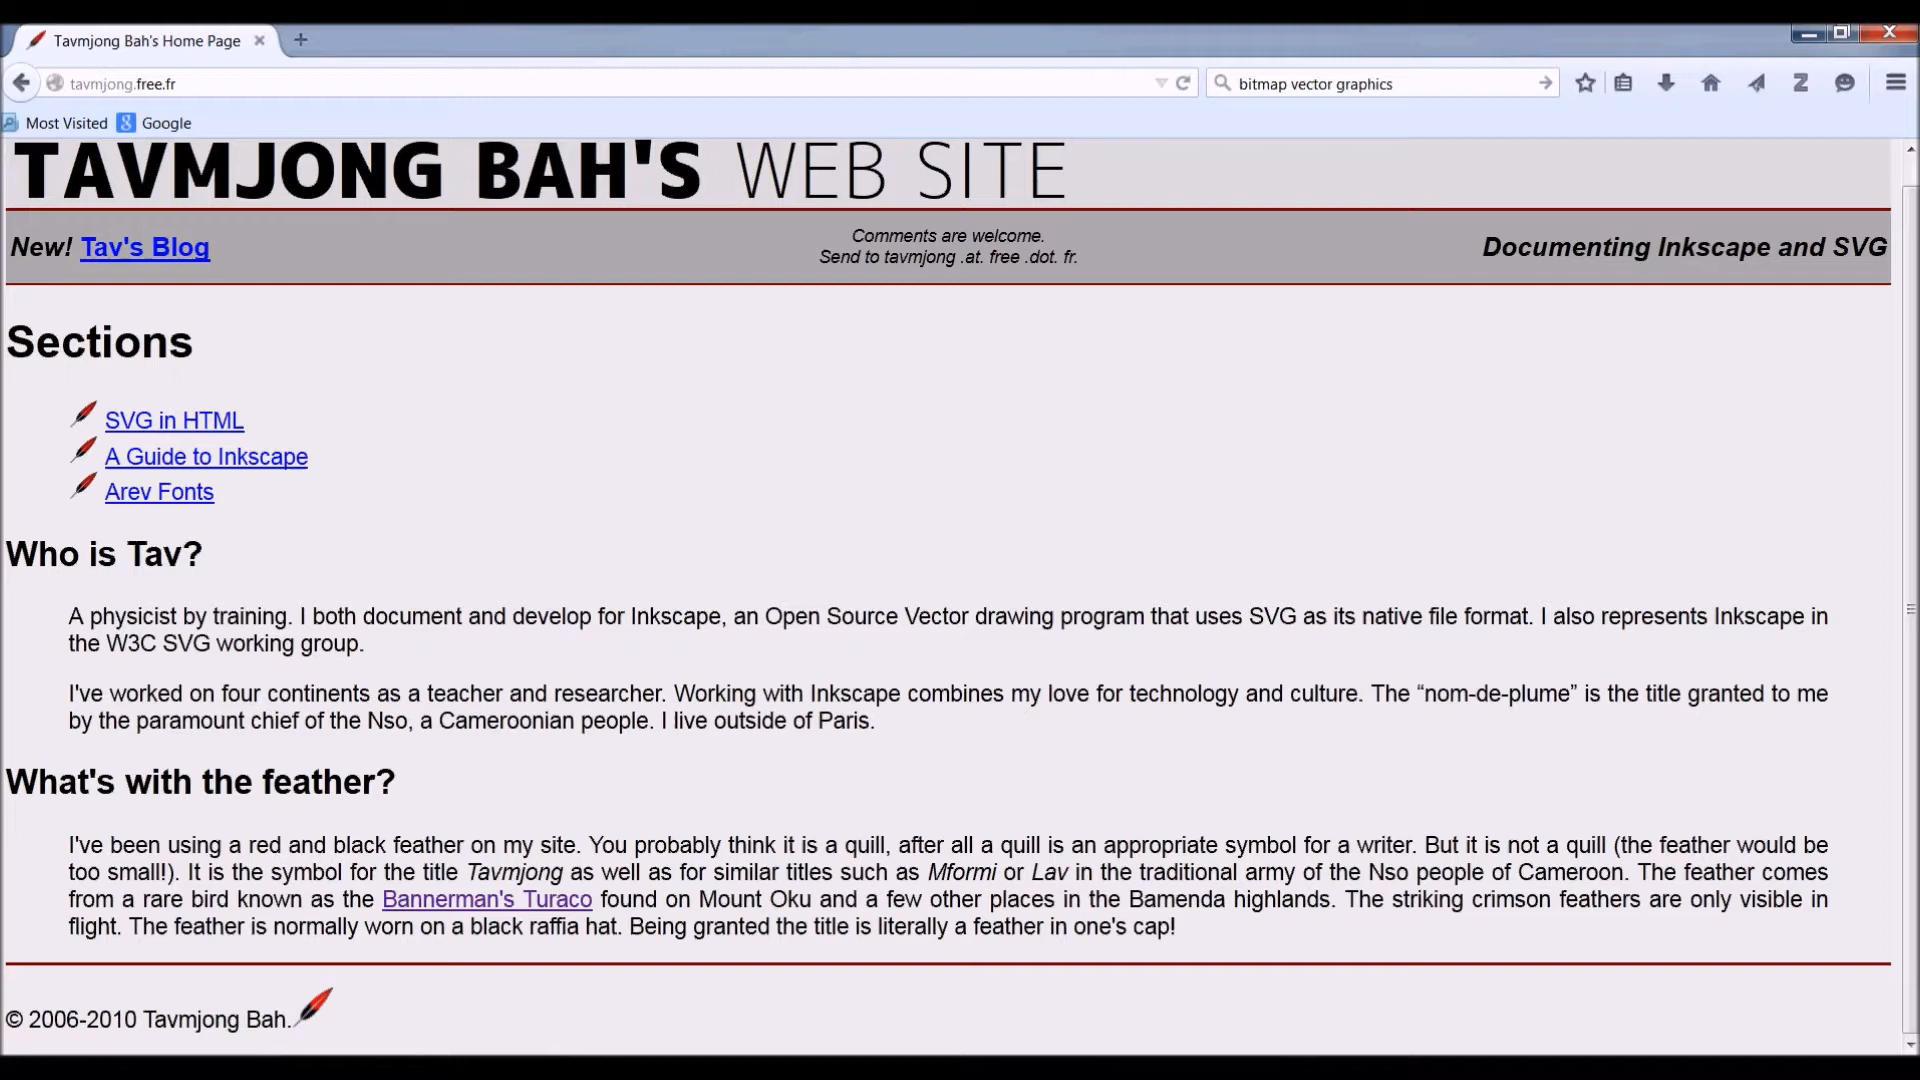 Tavmjong Bah's Home Page
tavmjong.free.fr
bitmap vector graphics
Most Visited Google
TAVMJONG BAH'S WEB SITE
New! Tav's Blog
Comments are welcome.
Send to tavmjong .at. free .dot. fr.
Documenting Inkscape and SVG
Sections
SVG in HTML
A Guide to Inkscape
Arev Fonts
Who is Tav?
A physicist by training. I both document and develop for Inkscape, an Open Source Vector drawing program that uses SVG as its native file format. I also represents Inkscape in
the W3C SVG working group.
I've worked on four continents as a teacher and researcher. Working with Inkscape combines my love for technology and culture. The “nom-de-plume” is the title granted to me
by the paramount chief of the Nso, a Cameroonian people. I live outside of Paris.
What's with the feather?
I've been using a red and black feather on my site. You probably think it is a quill, after all a quill is an appropriate symbol for a writer. But it is not a quill (the feather would be
too small!). It is the symbol for the title Tavmjong as well as for similar titles such as Mformi or Lav in the traditional army of the Nso people of Cameroon. The feather comes
from a rare bird known as the Bannerman's Turaco found on Mount Oku and a few other places in the Bamenda highlands. The striking crimson feathers are only visible in
flight. The feather is normally worn on a black raffia hat. Being granted the title is literally a feather in one's cap!
© 2006-2010 Tavmjong Bah.